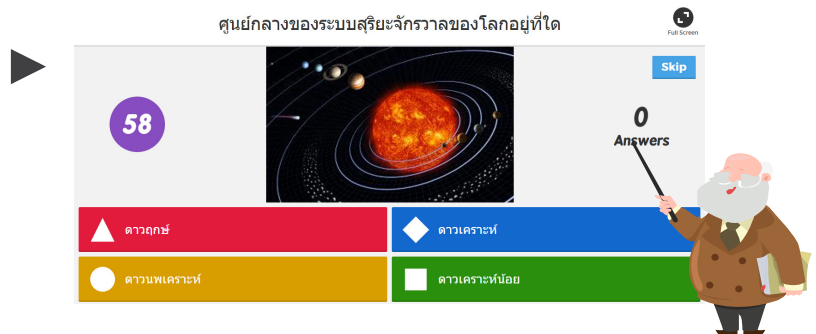 ศูนย์กลางของระบบสุริยะจักรวาลของโลกอยู่ที่ใด
Full Screen
Skip
58
0
Answers
ดาวฤกษ์
ดาวเคราะห์
ดาวนพเคราะห์
ดาวเคราะห์น้อย